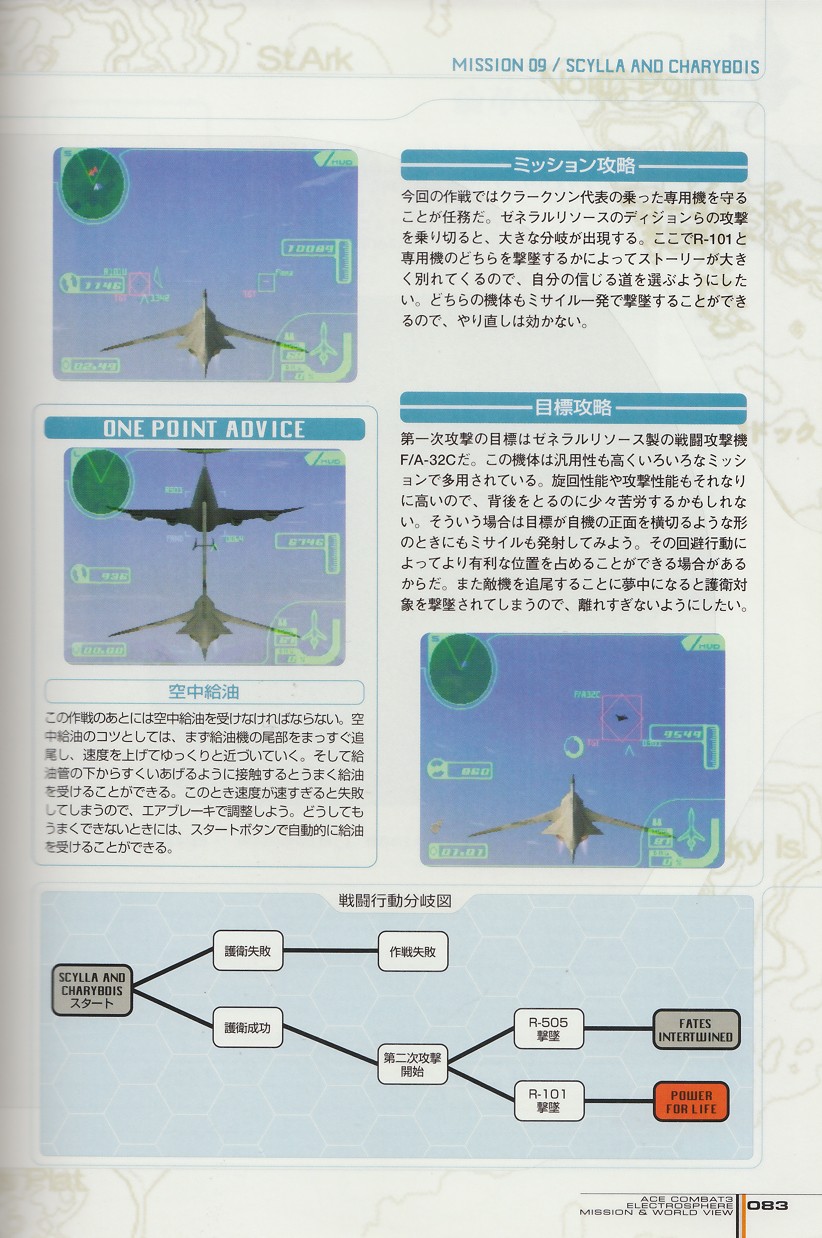 St.Ark
MISSION 09 / SCYLLA AND CHARYBDIS
ミッション攻略
今回の作戦ではクラークソン代表の乗った専用機を守る
ことが任務だ。ゼネラルリソースのディジョンらの攻撃
を乗り切ると、大きな分岐が出現する。ここでR-101と
専用機のどちらを撃墜するかによってストーリーが大き
く別れてくるので、自分の信じる道を選ぶようにした
い。どちらの機体もミサイル一発で撃墜することができ
るので、やり直しは効かない。
目標攻略
第一次攻撃の目標はゼネラルリソース製の戦闘攻撃機
F/A-32Cだ。この機体は汎用性も高くいろいろなミッシ
ョンで多用されている。旋回性能や攻撃性能もそれなり
に高いので、背後をとるのに少々苦労するかもしれな
い。そういう場合は目標が自機の正面を横切るような形
のときにもミサイルも発射してみよう。その回避行動に
よってより有利な位置を占めることができる場合がある
からだ。また敵機を追尾することに夢中になると護衛対
象を撃墜されてしまうので、離れすぎないようにしたい。
ONE POINT ADVICE
空中給油
この作戦のあとには空中給油を受けなければならない。空
中給油のコツとしては、まず給油機の尾部をまっすぐ追
尾し、速度を上げてゆっくりと近づいていく。そして給
油管の下からすくいあげるように接触するとうまく給油
を受けることができる。このとき速度が速すぎると失敗
してしまうので、エアブレーキで調整しよう。どうしても
うまくできないときには、スタートボタンで自動的に給油
を受けることができる。
戦闘行動分岐図
SCYLLA AND
CHARYBDIS
スタート
護衛失敗
作戦失敗
護衛成功
第二次攻撃
開始
R-505
撃墜
FATES
INTERTWINED
R-101
撃墜
POWER
FOR LIFE
ACE COMBAT3
ELECTROSPHERE
MISSION & WORLD VIEW
083